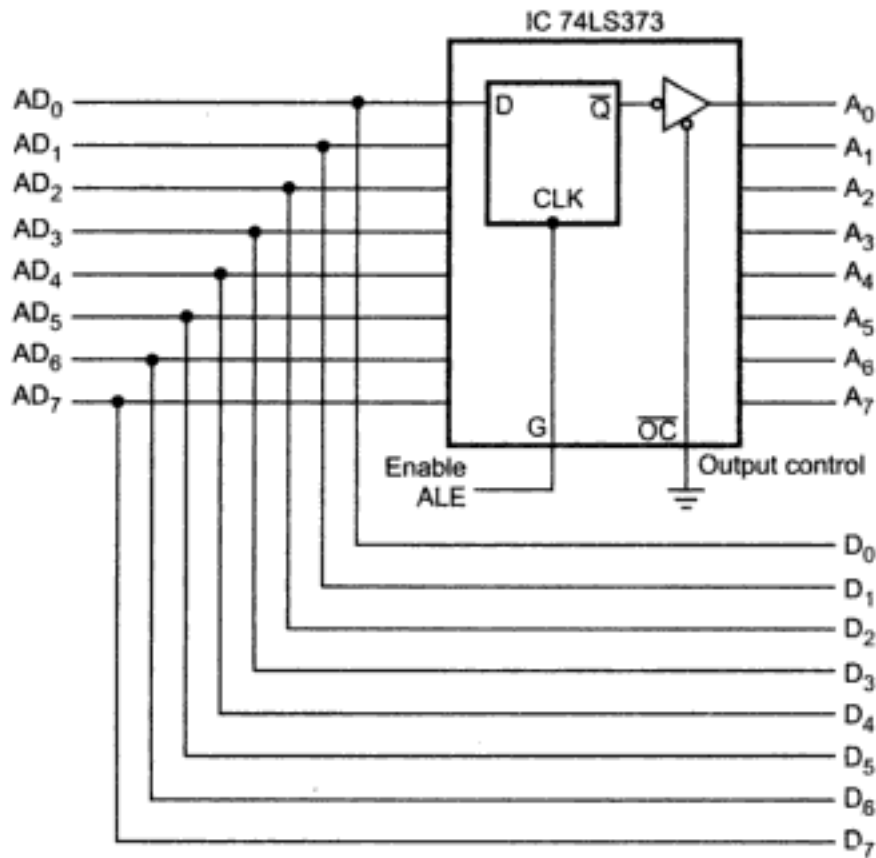 IC 74LS373
AD0 D Q̅ A0
AD1 A1
AD2 A2
CLK
AD3 A3
AD4 A4
AD5 A5
AD6 A6
AD7 A7
G O̅C̅
Enable Output control
ALE
D0
D1
D2
D3
D4
D5
D6
D7